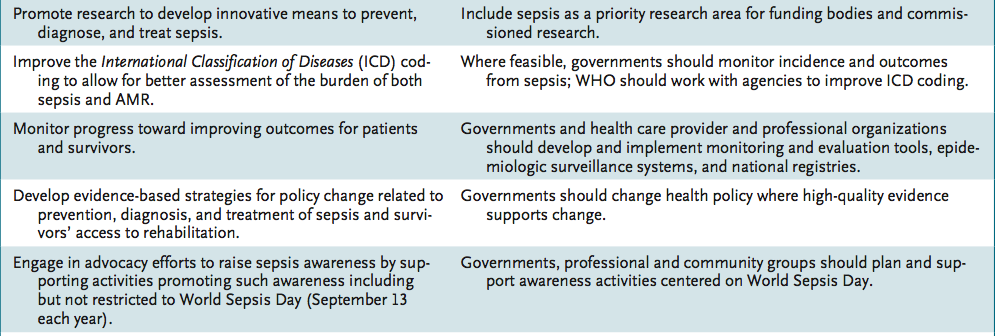 Promote research to develop innovative means to prevent,
diagnose, and treat sepsis.
Include sepsis as a priority research area for funding bodies and commis-
sioned research.
Improve the International Classification of Diseases (ICD) cod-
ing to allow for better assessment of the burden of both
sepsis and AMR.
Where feasible, governments should monitor incidence and outcomes
from sepsis; WHO should work with agencies to improve ICD coding.
Monitor progress toward improving outcomes for patients
and survivors.
Governments and health care provider and professional organizations
should develop and implement monitoring and evaluation tools, epide-
miologic surveillance systems, and national registries.
Develop evidence-based strategies for policy change related to
prevention, diagnosis, and treatment of sepsis and survi-
vors' access to rehabilitation.
Governments should change health policy where high-quality evidence
supports change.
Engage in advocacy efforts to raise sepsis awareness by sup-
porting activities promoting such awareness including
but not restricted to World Sepsis Day (September 13
each year).
Governments, professional and community groups should plan and sup-
port awareness activities centered on World Sepsis Day.